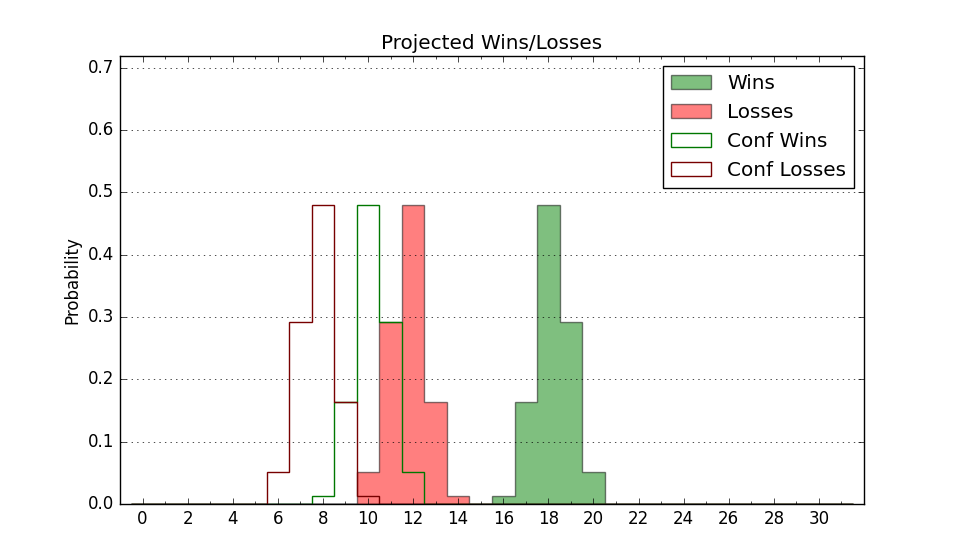 Projected Wins/Losses
0.7
0.6
0.5
0.4
0.3
0.2
0.1
0.0
Probability
Wins
Losses
Conf Wins
Conf Losses
0 2 4 6 8 10 12 14 16 18 20 22 24 26 28 30